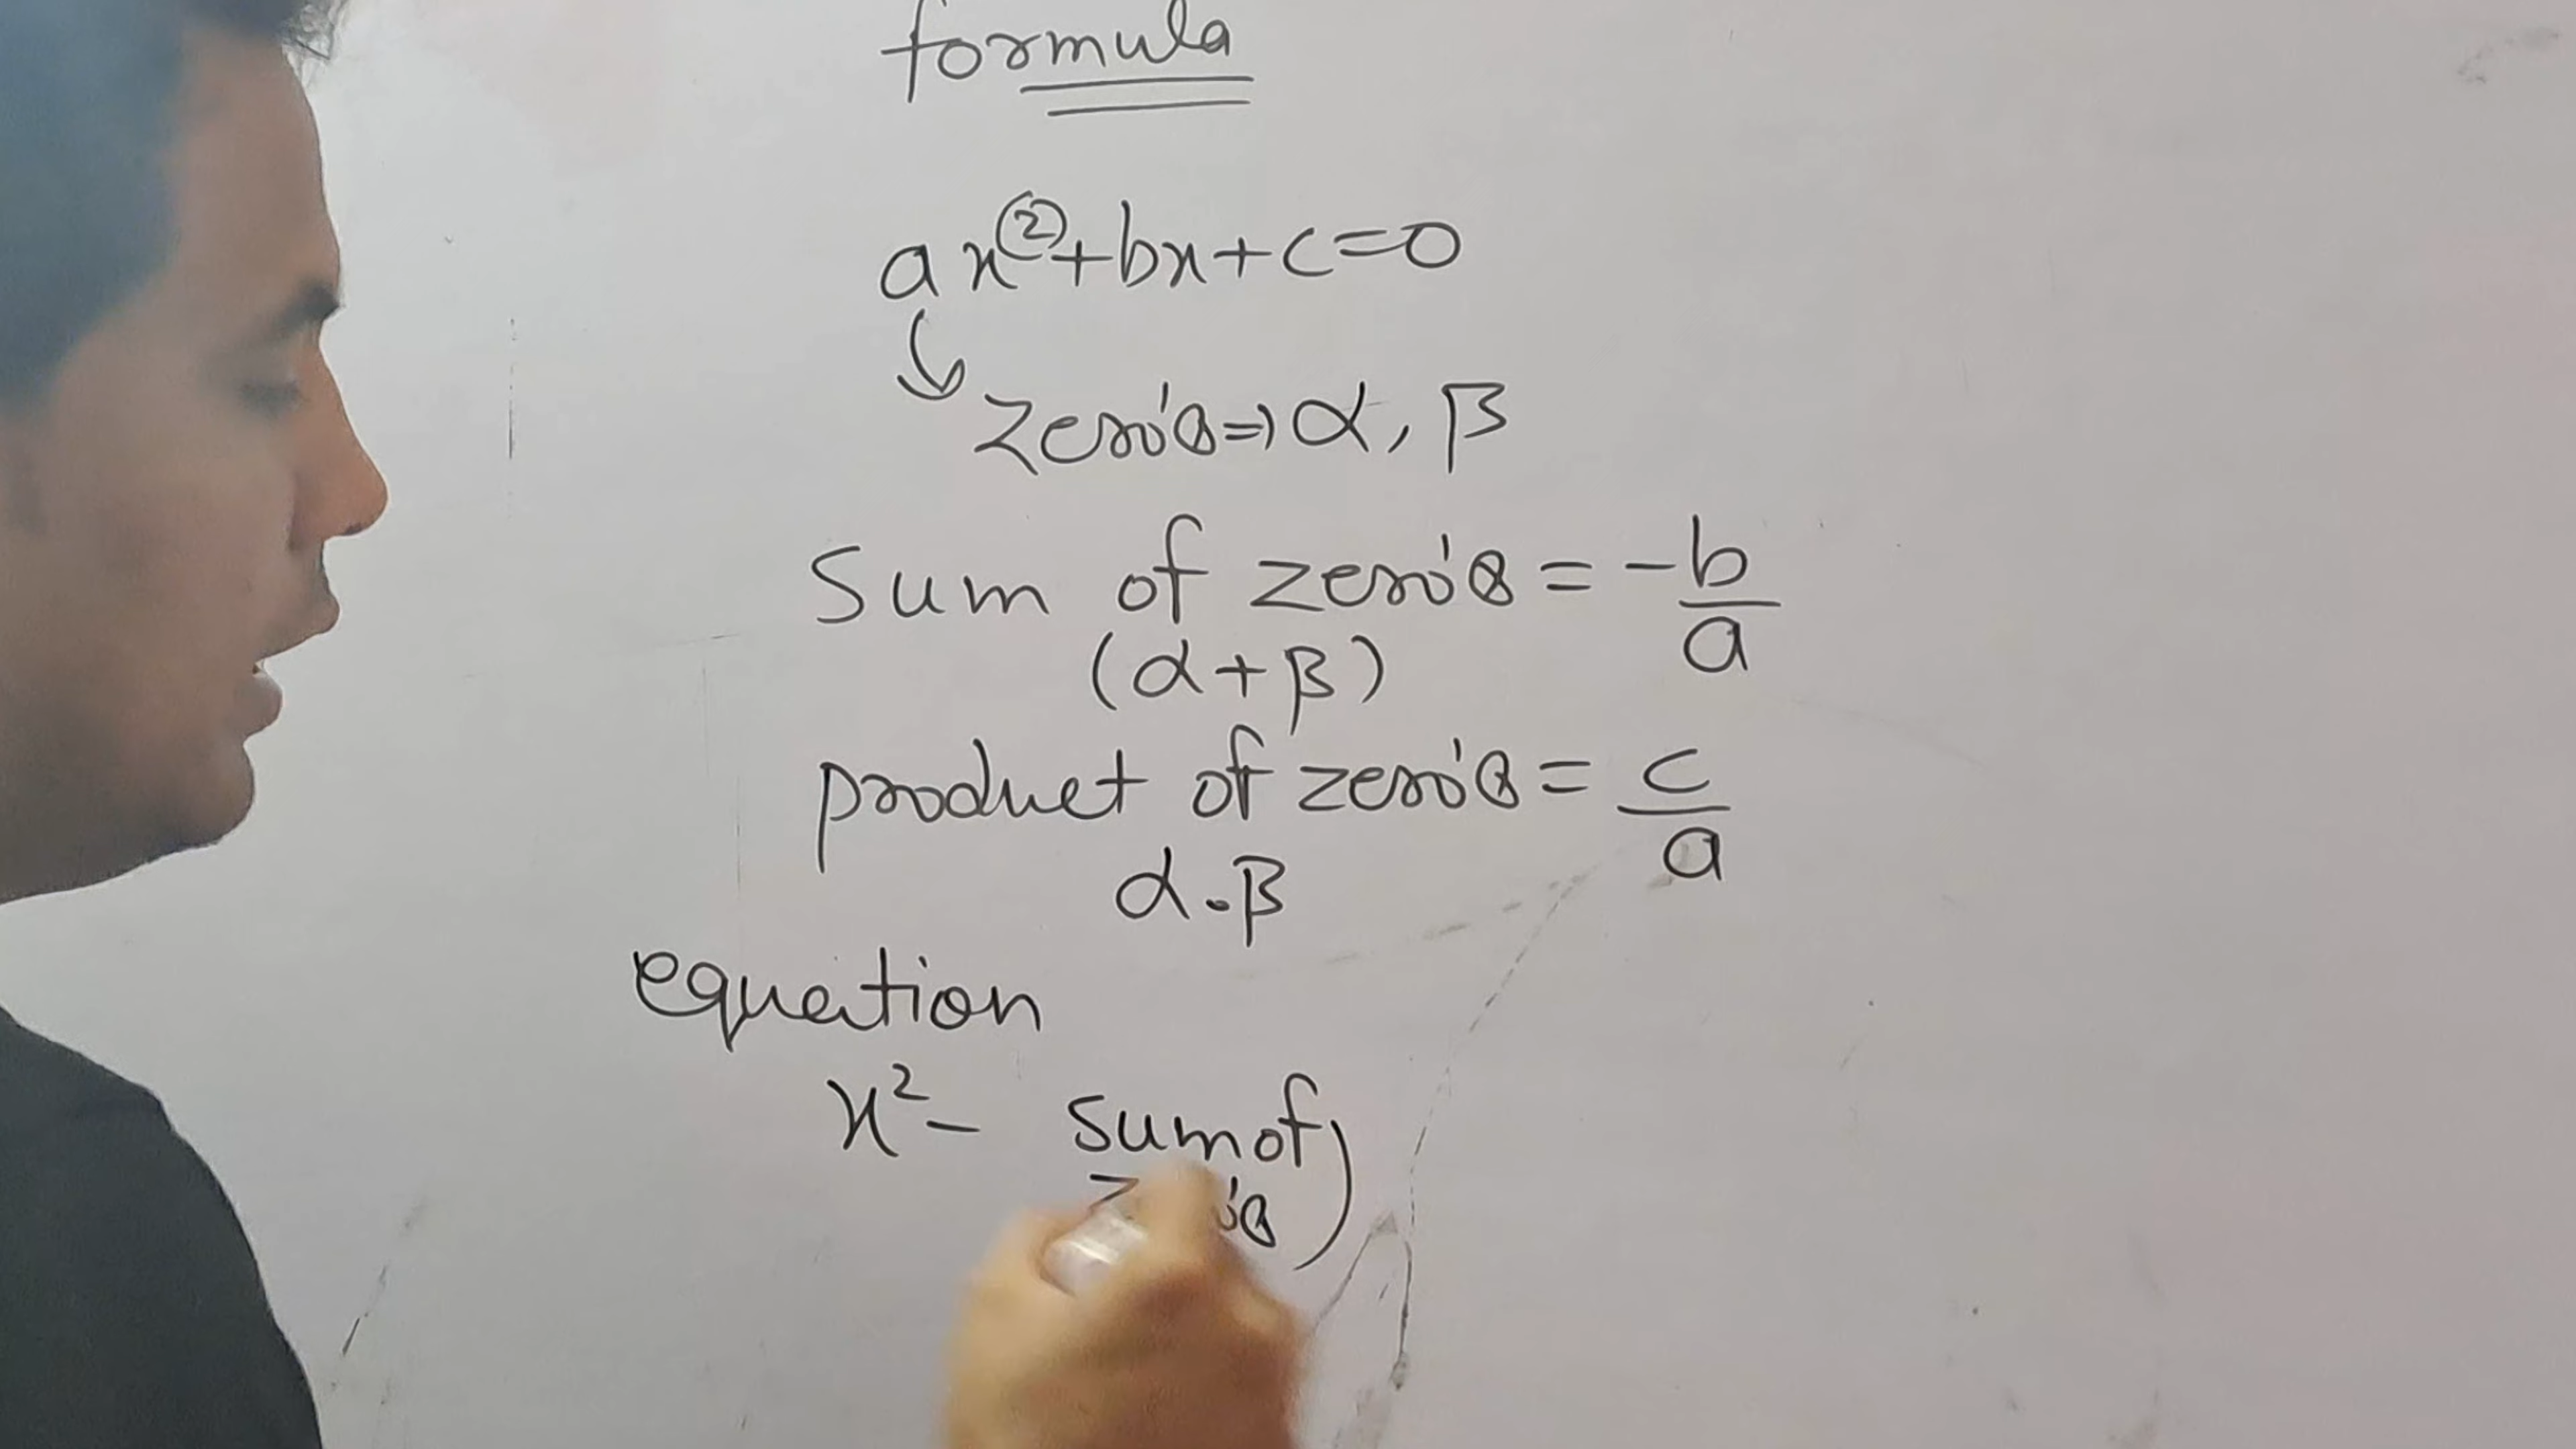 formula
ax²+bx+c=0
zero's⇒α, β
Sum of zero's = -b/a
(α+β)
product of zero's = c/a
α.β
equation
x² - sum of)